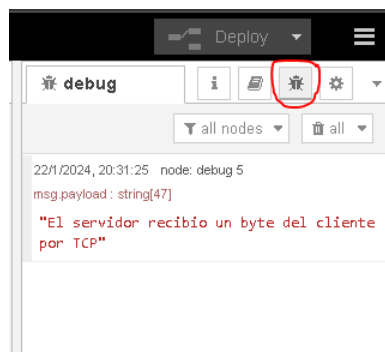 Deploy
debug
i
all nodes
all
22/1/2024, 20:31:25 node: debug 5
msg.payload : string[47]
"El servidor recibio un byte del cliente
por TCP"